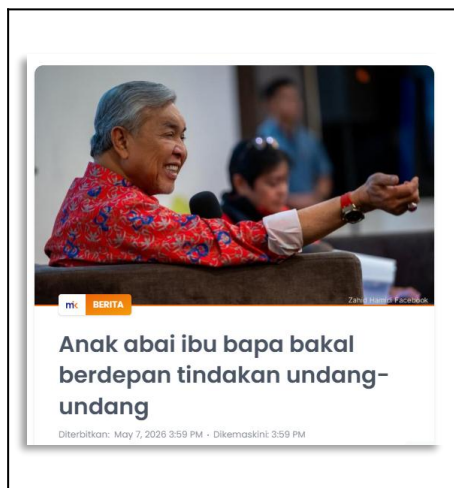 Zahid Hamidi Facebook
mk BERITA
Anak abai ibu bapa bakal
berdepan tindakan undang-
undang
Diterbitkan: May 7, 2026 3:59 PM - Dikemaskini: 3:59 PM